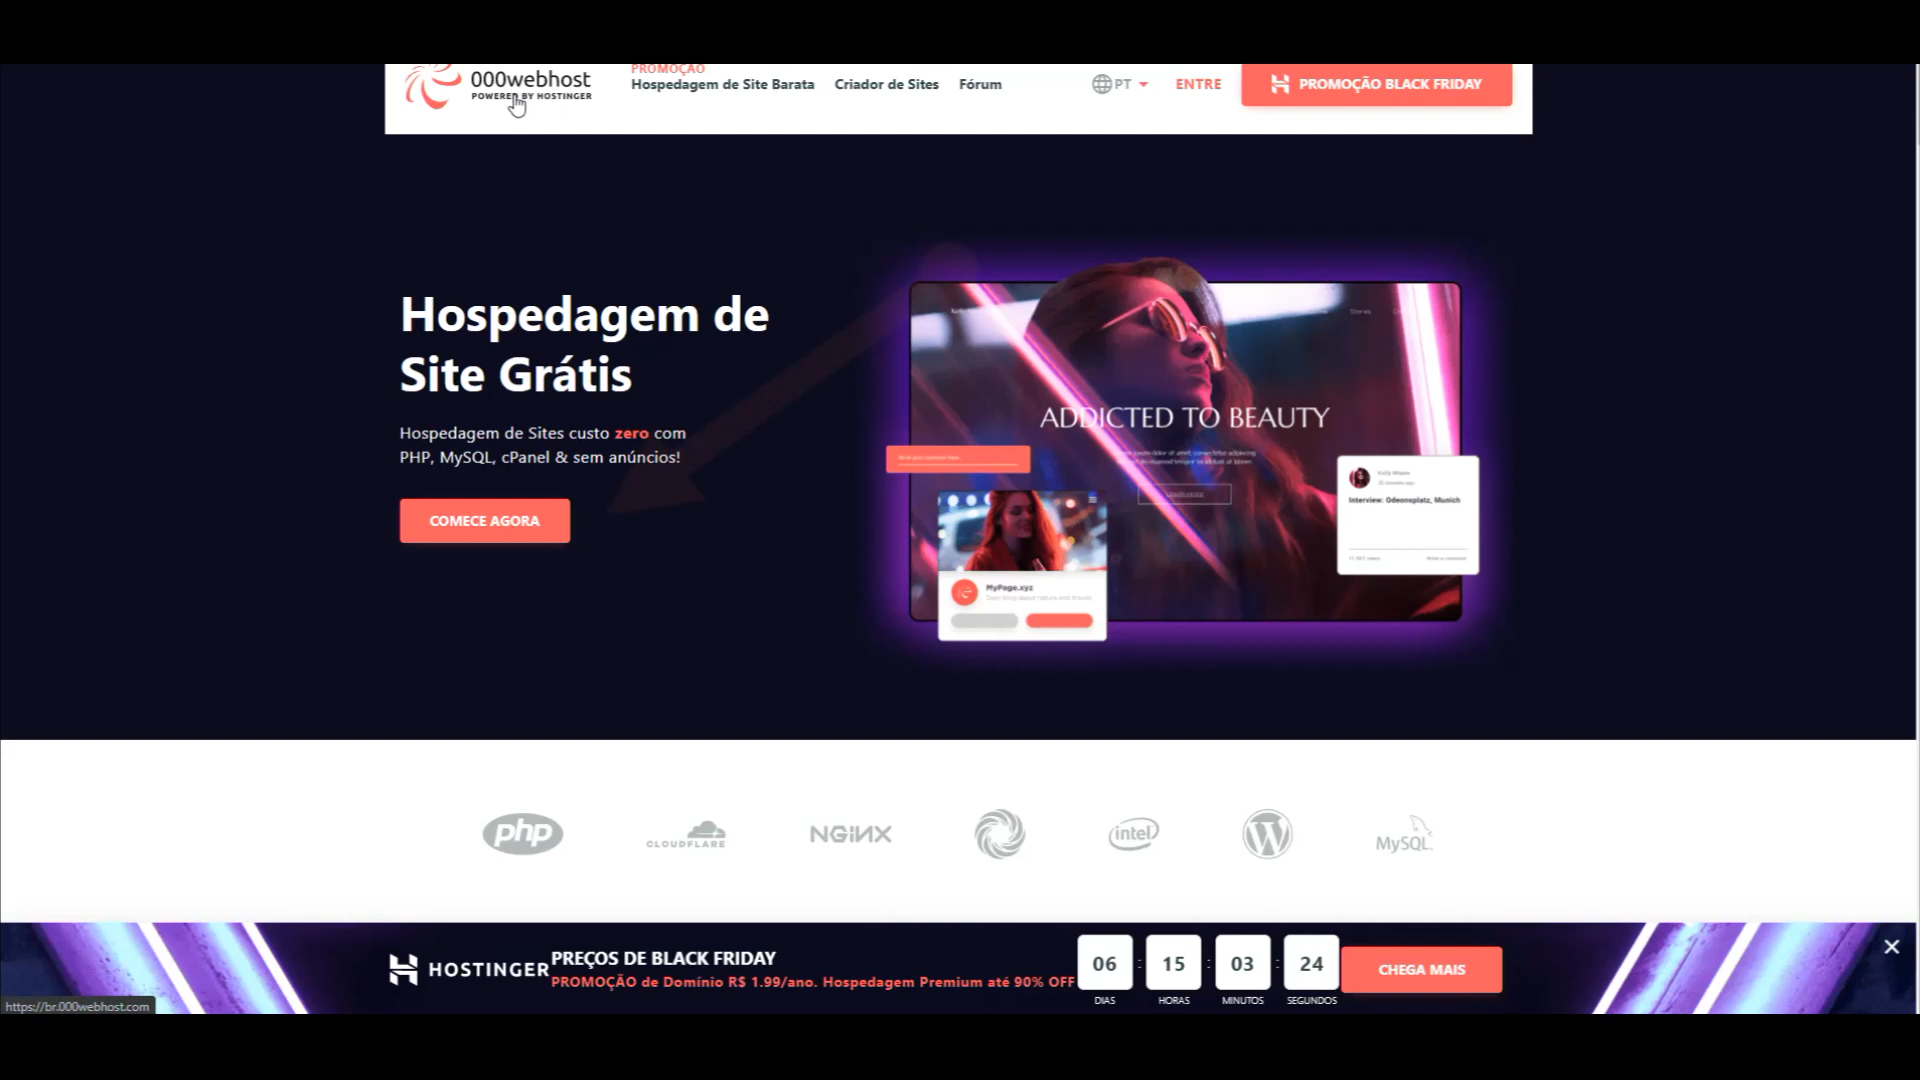 000webhost
POWERED BY HOSTINGER
PROMOÇÃO
Hospedagem de Site Barata
Criador de Sites
Fórum
PT
ENTRE
PROMOÇÃO BLACK FRIDAY
Hospedagem de
Site Grátis
Hospedagem de Sites custo zero com
PHP, MySQL, cPanel & sem anúncios!
COMECE AGORA
Stories
ADDICTED TO BEAUTY
Kelly Moore
Interview: Odeonsplatz, Munich
MyPage.xyz
php
CLOUDFLARE
NGINX
intel
MySQL
HOSTINGER
PREÇOS DE BLACK FRIDAY
PROMOÇÃO de Domínio R$ 1.99/ano. Hospedagem Premium até 90% OFF
06 : 15 : 03 : 24
DIAS HORAS MINUTOS SEGUNDOS
CHEGA MAIS
https://br.000webhost.com